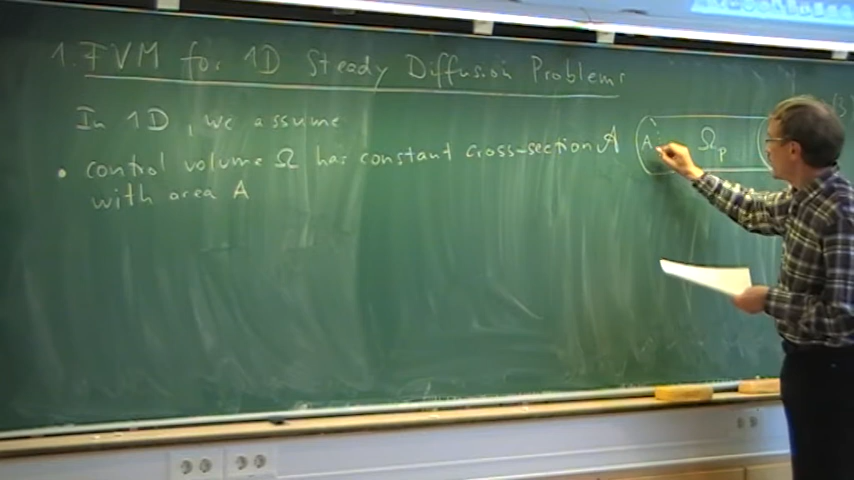 1. FVM for 1D Steady Diffusion Problems
In 1D, we assume
• control volume Ω has constant cross-section A
with area A
A
Ωp